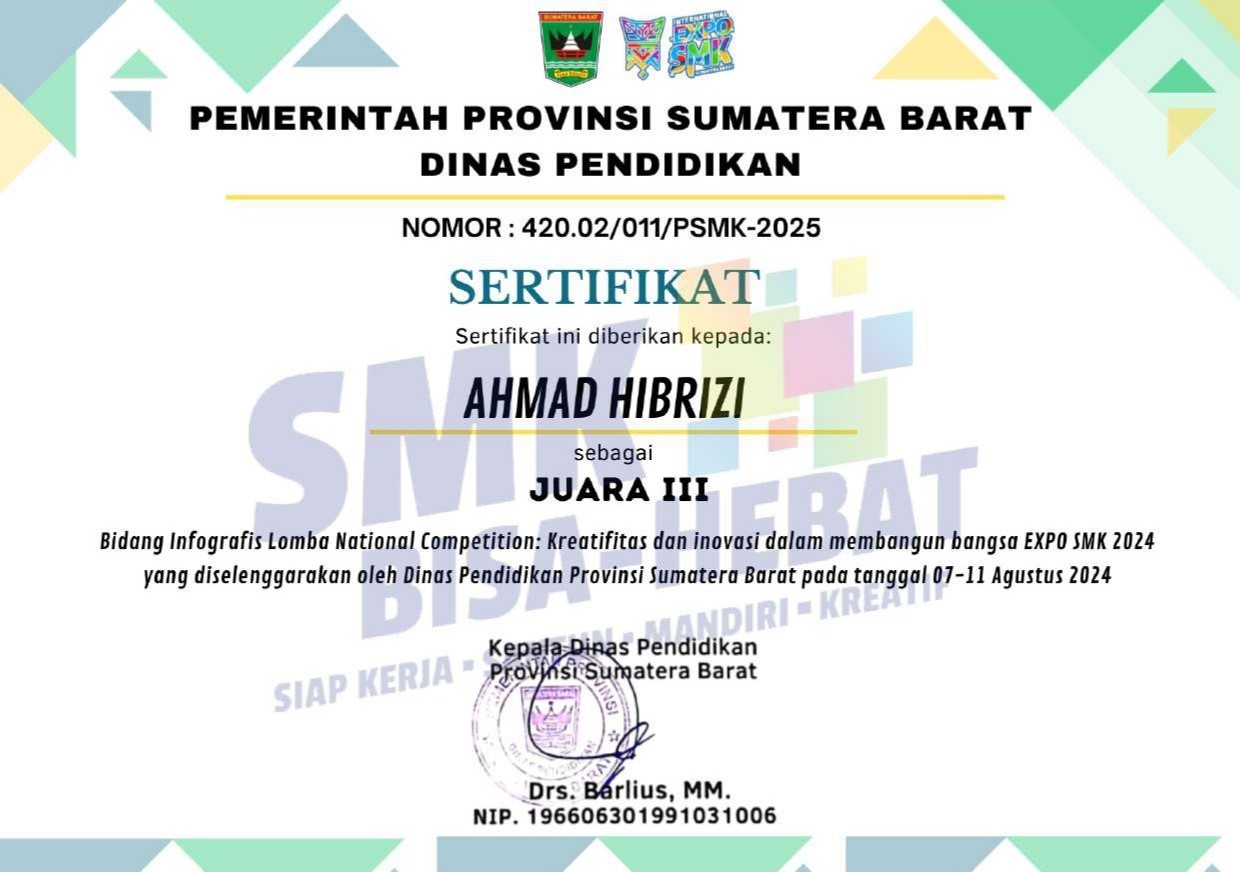 SUMATERA BARAT
INTERNATIONAL
EXPO
SMK
PEMERINTAH PROVINSI SUMATERA BARAT
DINAS PENDIDIKAN
NOMOR : 420.02/011/PSMK-2025
SERTIFIKAT
Sertifikat ini diberikan kepada:
AHMAD HIBRIZI
sebagai
JUARA III
Bidang Infografis Lomba National Competition: Kreatifitas dan inovasi dalam membangun bangsa EXPO SMK 2024
yang diselenggarakan oleh Dinas Pendidikan Provinsi Sumatera Barat pada tanggal 07-11 Agustus 2024
SMK
BISA-HEBAT
SIAP KERJA • SANTUN • MANDIRI • KREATIF
Kepala Dinas Pendidikan
Provinsi Sumatera Barat
Drs. Barlius, MM.
NIP. 196606301991031006